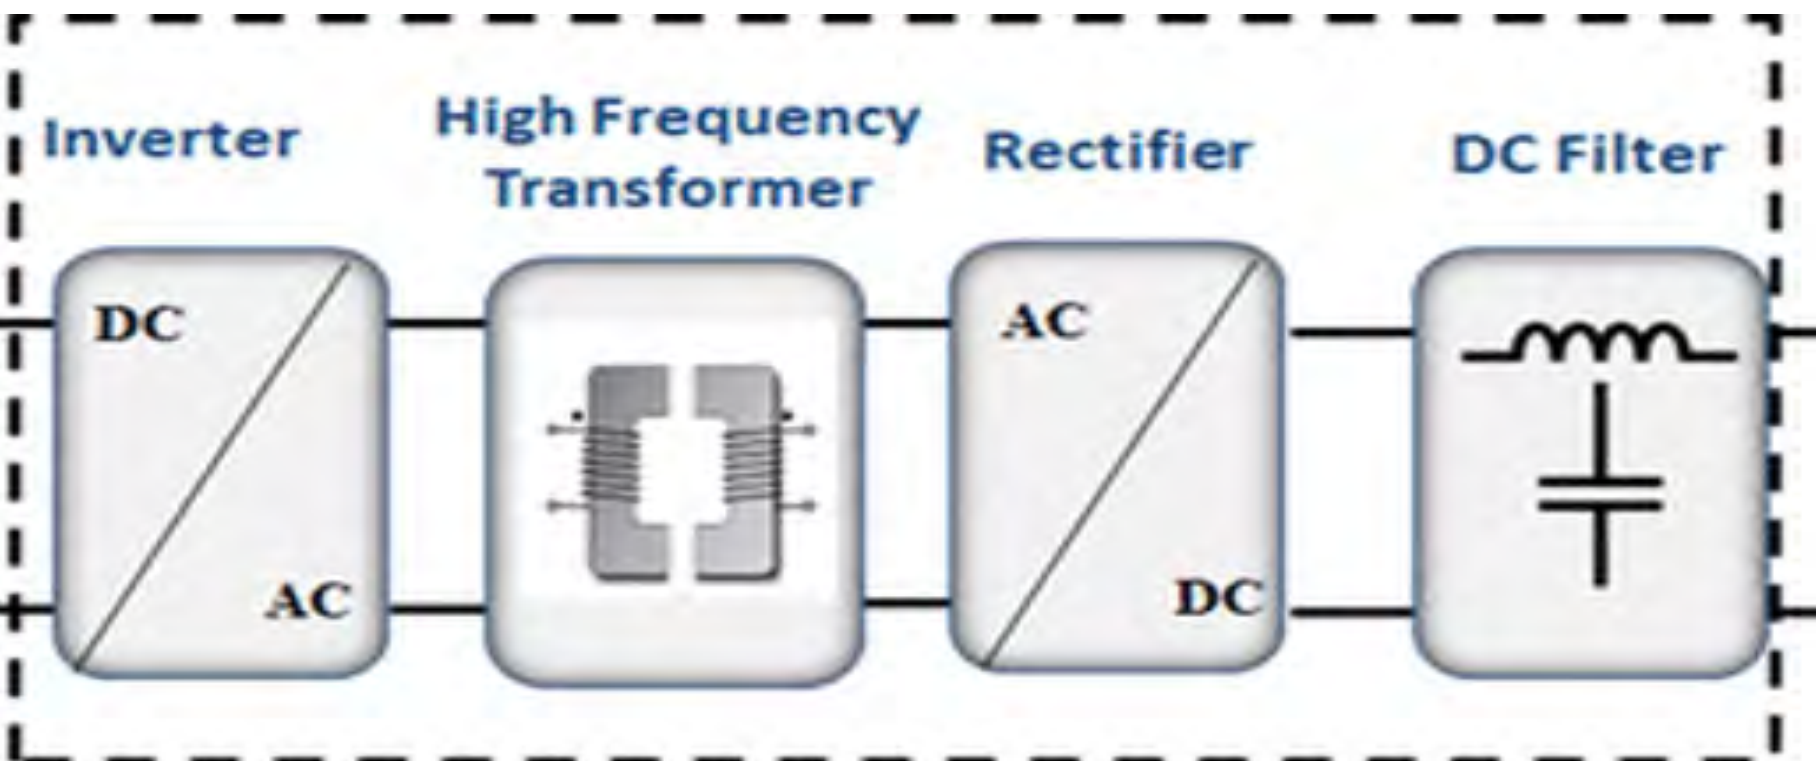 Inverter
High Frequency
Transformer
Rectifier
DC Filter
DC
AC
AC
DC